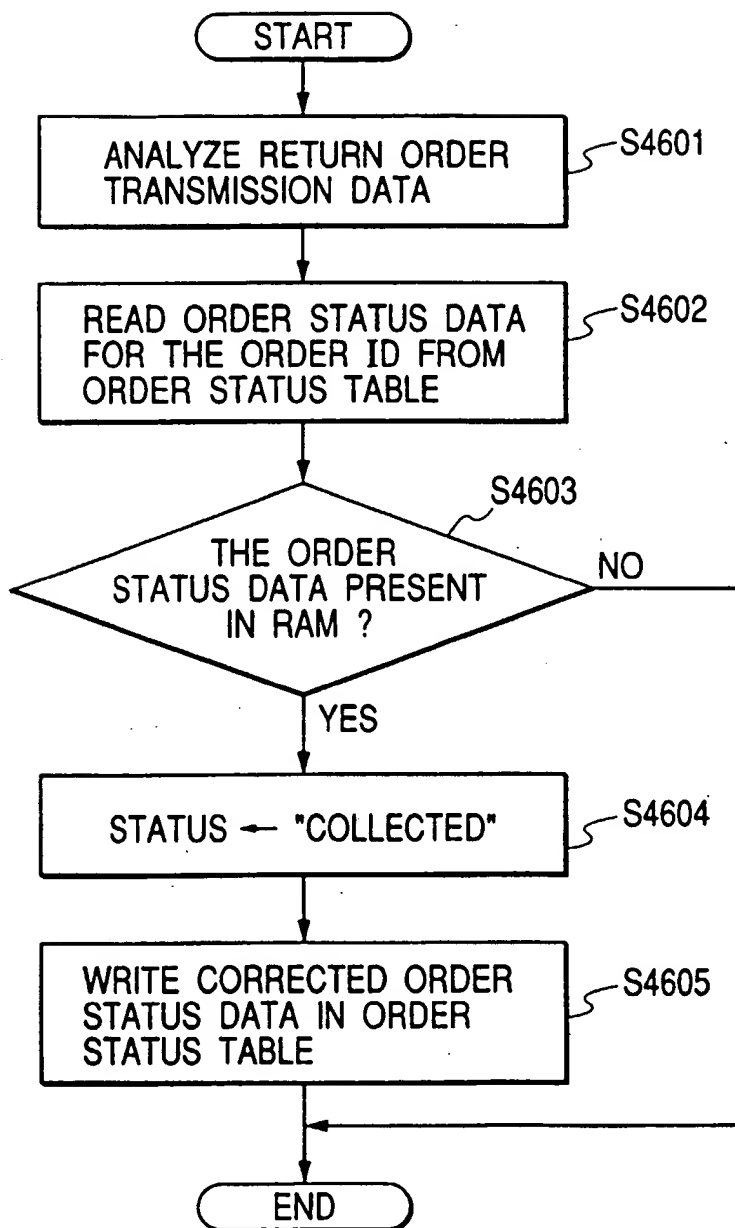 START
ANALYZE RETURN ORDER
TRANSMISSION DATA
S4601
READ ORDER STATUS DATA
FOR THE ORDER ID FROM
ORDER STATUS TABLE
S4602
S4603
THE ORDER
STATUS DATA PRESENT
IN RAM ?
NO
YES
STATUS ← "COLLECTED"
S4604
WRITE CORRECTED ORDER
STATUS DATA IN ORDER
STATUS TABLE
S4605
END